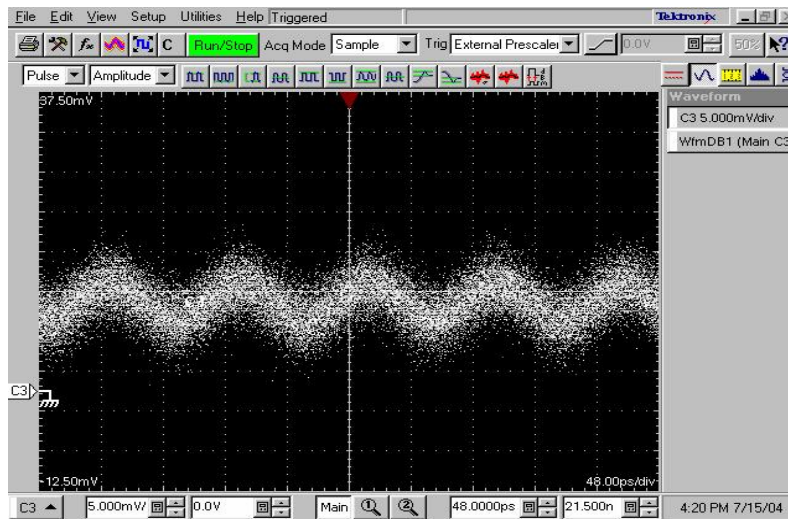 File Edit View Setup Utilities Help Triggered Tektronix
C Run/Stop Acq Mode Sample Trig External Prescaler 0.0V 50%
Pulse Amplitude
37.50mV
Waveform
C3 5.000mV/div
WfmDB1 (Main C3
C3
-12.50mV 48.00ps/div
C3 5.000mV/ 0.0V Main 1 2 48.0000ps 21.500n 4:20 PM 7/15/04